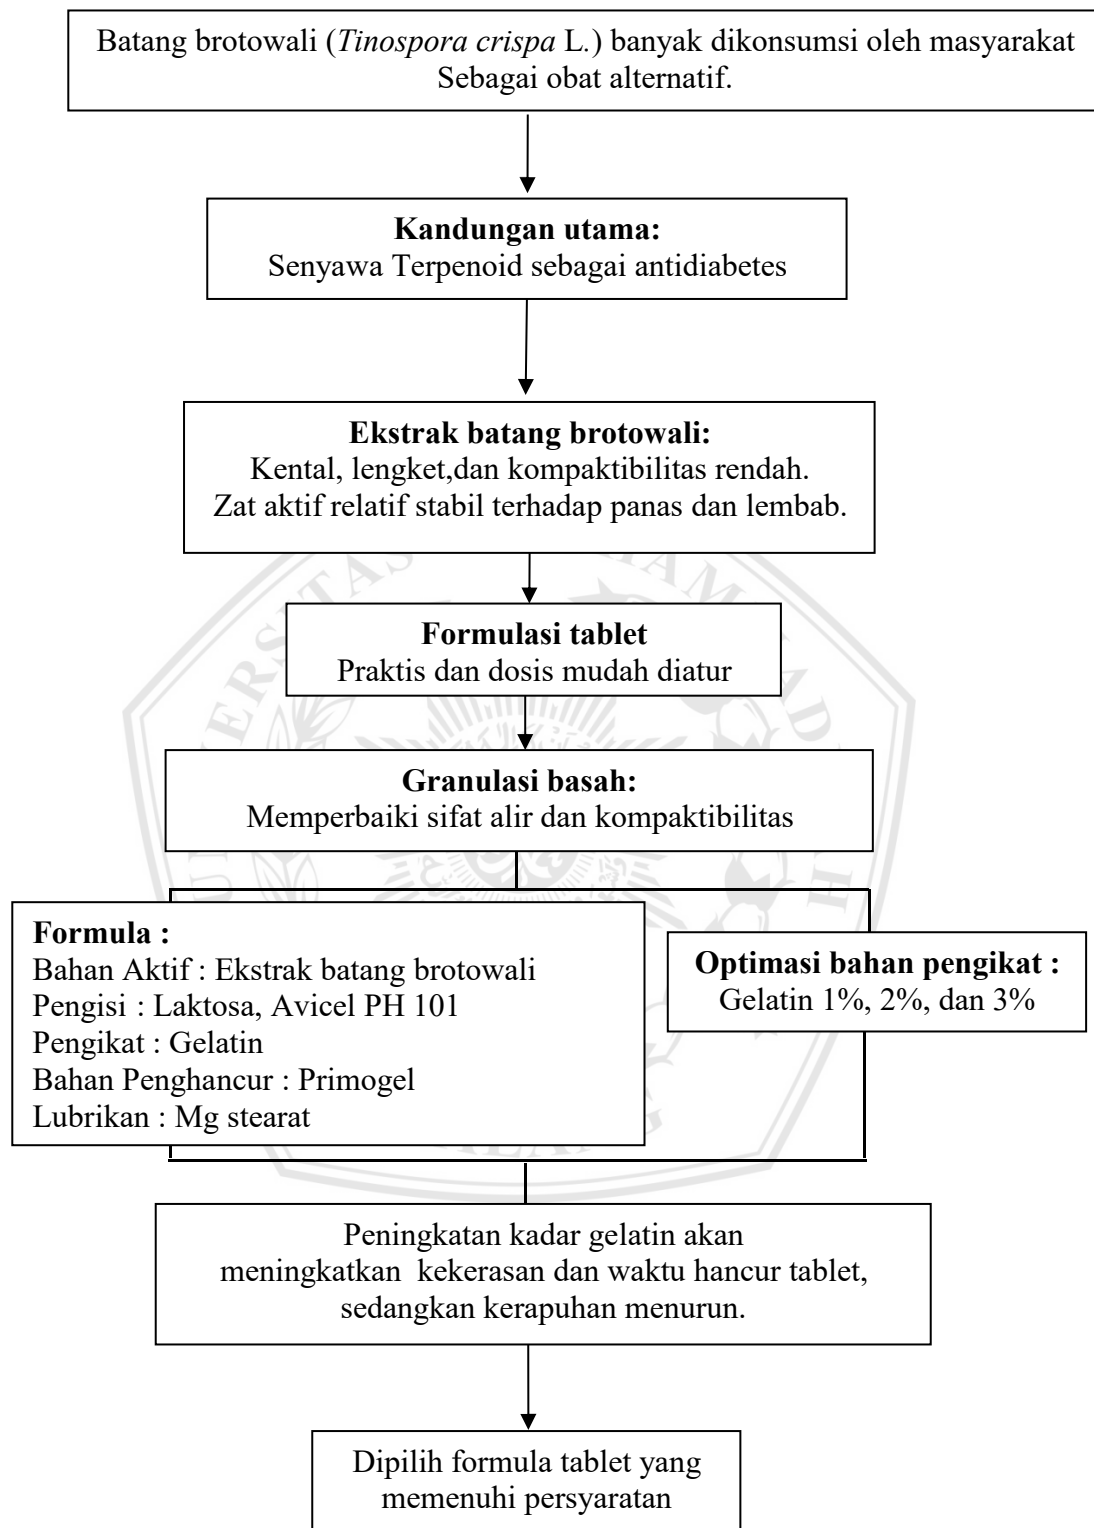 Batang brotowali (Tinospora crispa L.) banyak dikonsumsi oleh masyarakat
Sebagai obat alternatif.
Kandungan utama:
Senyawa Terpenoid sebagai antidiabetes
Ekstrak batang brotowali:
Kental, lengket,dan kompaktibilitas rendah.
Zat aktif relatif stabil terhadap panas dan lembab.
Formulasi tablet
Praktis dan dosis mudah diatur
Granulasi basah:
Memperbaiki sifat alir dan kompaktibilitas
Formula :
Bahan Aktif : Ekstrak batang brotowali
Pengisi : Laktosa, Avicel PH 101
Pengikat : Gelatin
Bahan Penghancur : Primogel
Lubrikan : Mg stearat
Optimasi bahan pengikat :
Gelatin 1%, 2%, dan 3%
Peningkatan kadar gelatin akan
meningkatkan  kekerasan dan waktu hancur tablet,
sedangkan kerapuhan menurun.
Dipilih formula tablet yang
memenuhi persyaratan